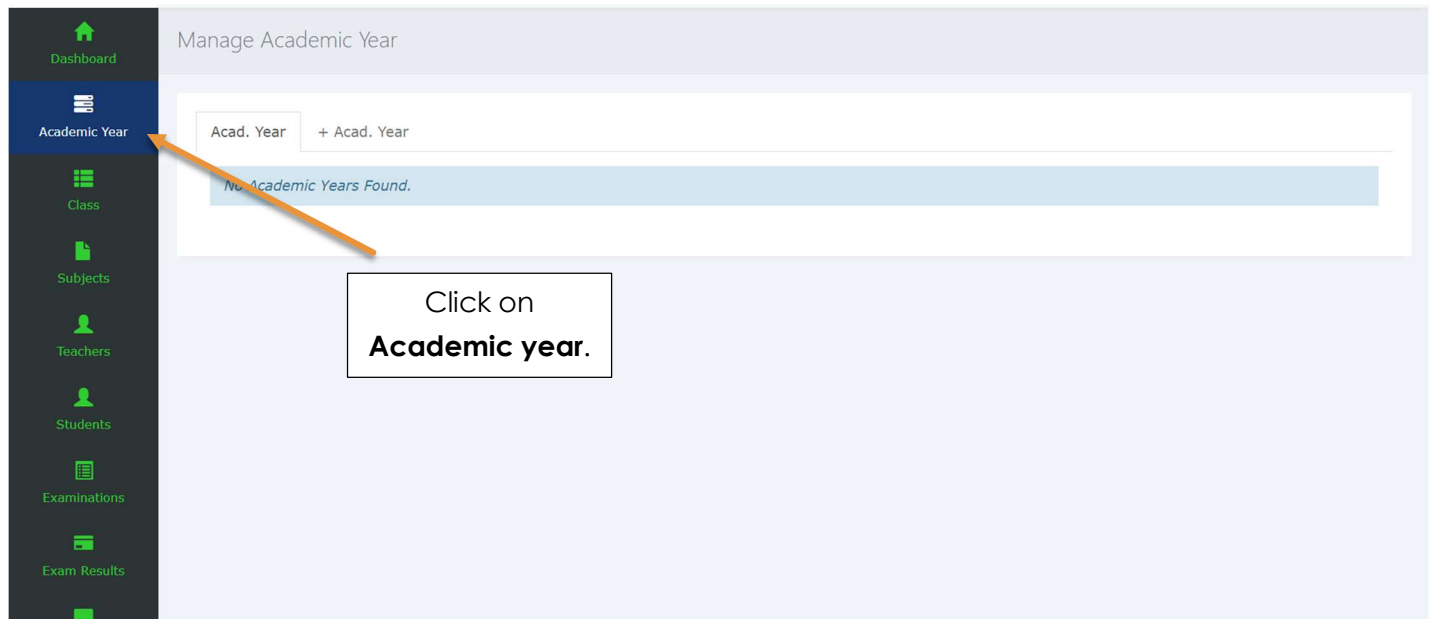 Dashboard
Manage Academic Year
Academic Year
Acad. Year
+ Acad. Year
No Academic Years Found.
Class
Subjects
Click on
Academic year.
Teachers
Students
Examinations
Exam Results